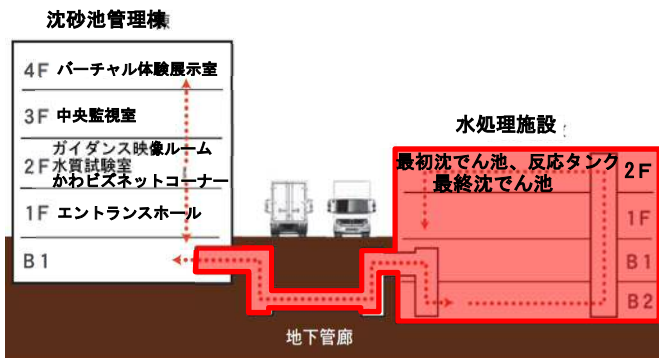 沈砂池管理棟
4F バーチャル体験展示室
3F 中央監視室
ガイダンス映像ルーム
2F 水質試験室
かわビズネットコーナー
1F エントランスホール
B1
水処理施設
最初沈でん池、反応タンク 2F
最終沈でん池
1F
B1
B2
地下管廊